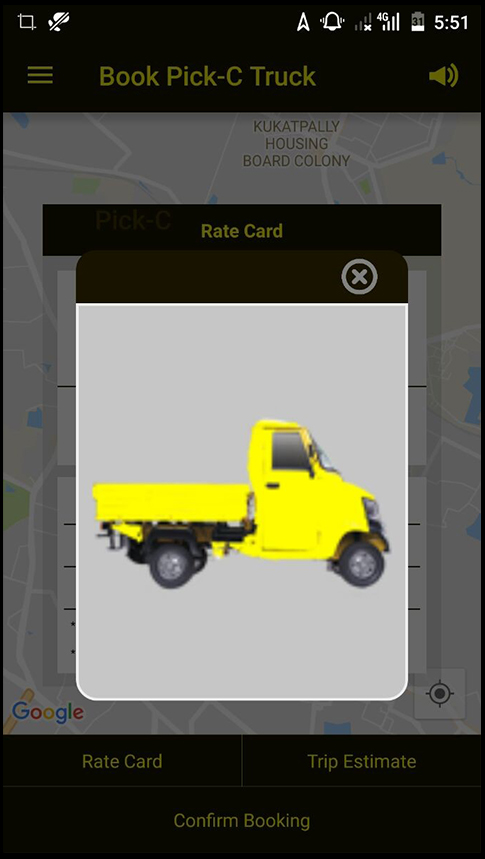 4G
31
5:51
Book Pick-C Truck
KUKATPALLY
HOUSING
BOARD COLONY
Pick-C
Rate Card
Google
Rate Card
Trip Estimate
Confirm Booking